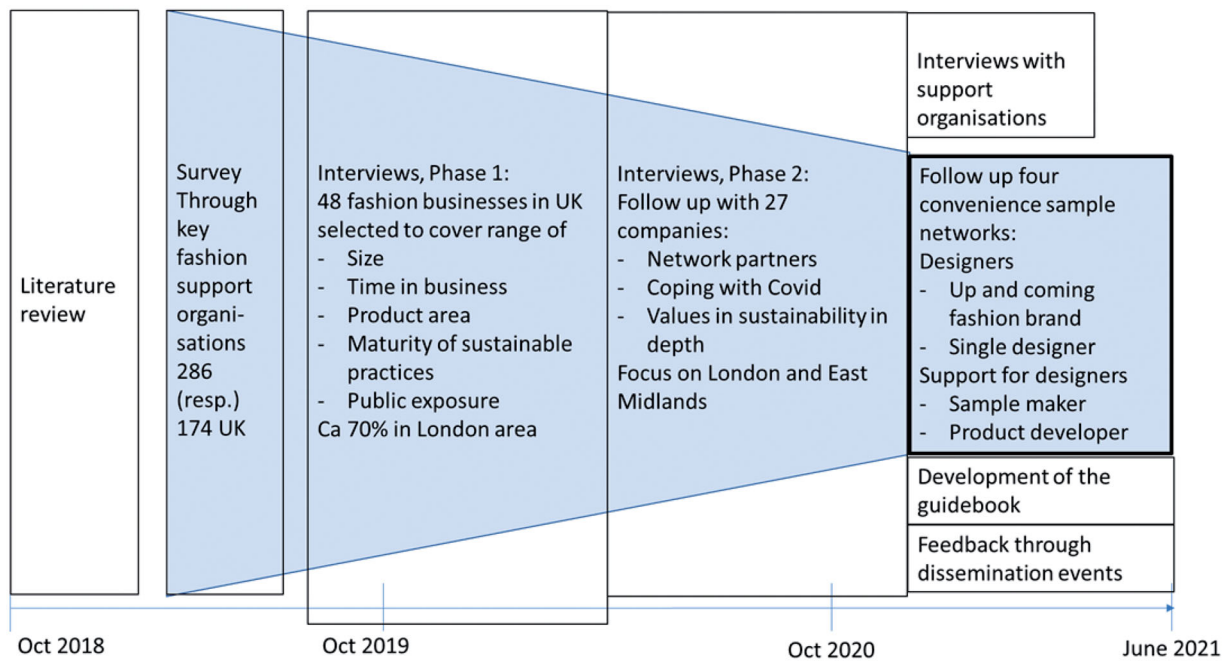 Literature
review
Survey
Through
key
fashion
support
organi-
sations
286
(resp.)
174 UK
Interviews, Phase 1:
48 fashion businesses in UK
selected to cover range of
- Size
- Time in business
- Product area
- Maturity of sustainable
practices
- Public exposure
Ca 70% in London area
Interviews, Phase 2:
Follow up with 27
companies:
- Network partners
- Coping with Covid
- Values in sustainability in
depth
Focus on London and East
Midlands
Interviews with
support
organisations
Follow up four
convenience sample
networks:
Designers
- Up and coming
fashion brand
- Single designer
Support for designers
- Sample maker
- Product developer
Development of the
guidebook
Feedback through
dissemination events
Oct 2018
Oct 2019
Oct 2020
June 2021